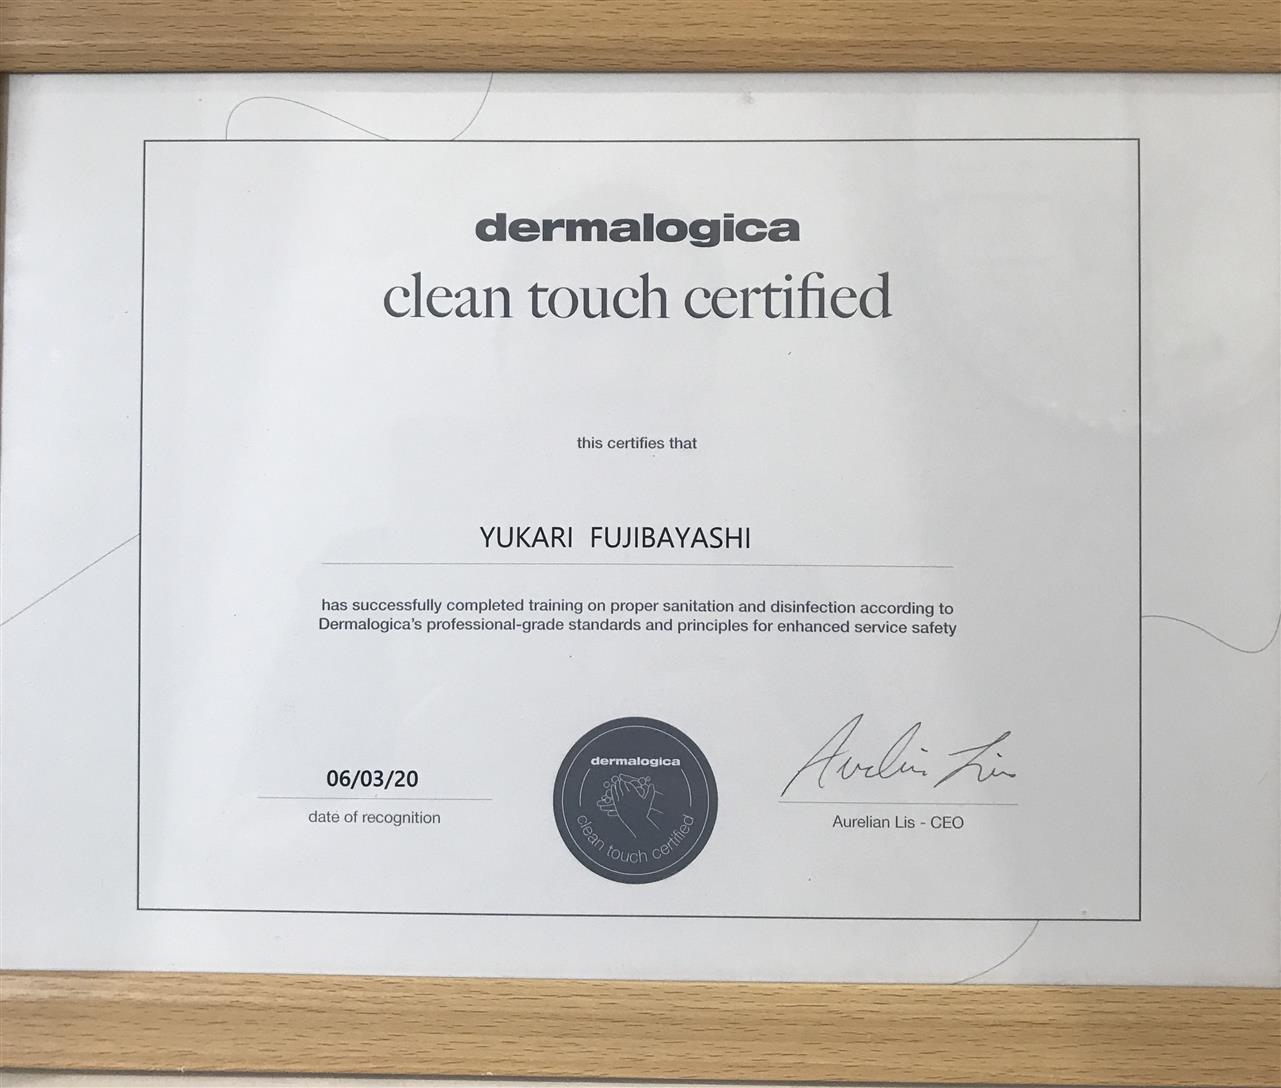 dermalogica
clean touch certified
this certifies that
YUKARI FUJIBAYASHI
has successfully completed training on proper sanitation and disinfection according to
Dermalogica's professional-grade standards and principles for enhanced service safety
06/03/20
date of recognition
dermalogica
clean touch certified
Aurelian Lis
Aurelian Lis - CEO